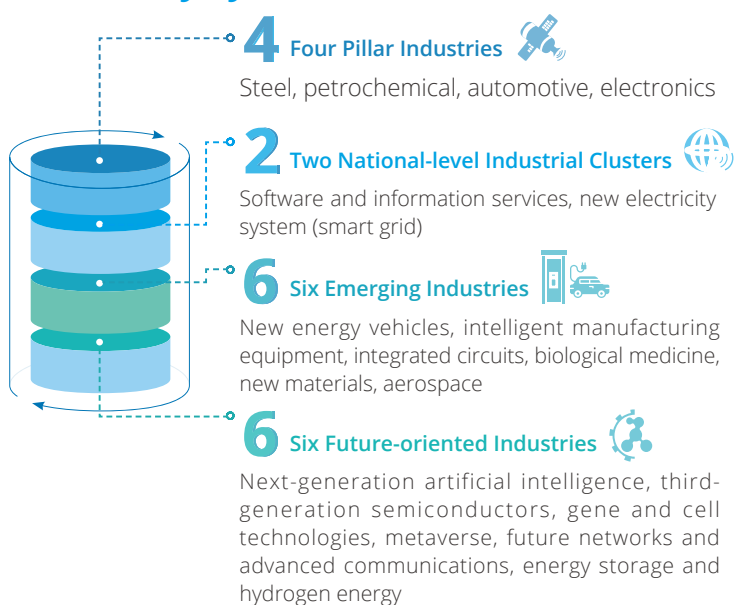 4 Four Pillar Industries
Steel, petrochemical, automotive, electronics
2 Two National-level Industrial Clusters
Software and information services, new electricity
system (smart grid)
6 Six Emerging Industries
New energy vehicles, intelligent manufacturing
equipment, integrated circuits, biological medicine,
new materials, aerospace
6 Six Future-oriented Industries
Next-generation artificial intelligence, third-
generation semiconductors, gene and cell
technologies, metaverse, future networks and
advanced communications, energy storage and
hydrogen energy